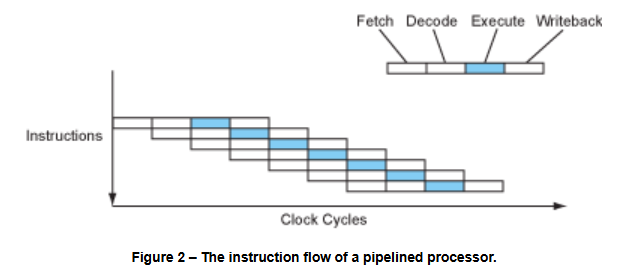 Fetch Decode Execute Writeback
Instructions
Clock Cycles
Figure 2 – The instruction flow of a pipelined processor.